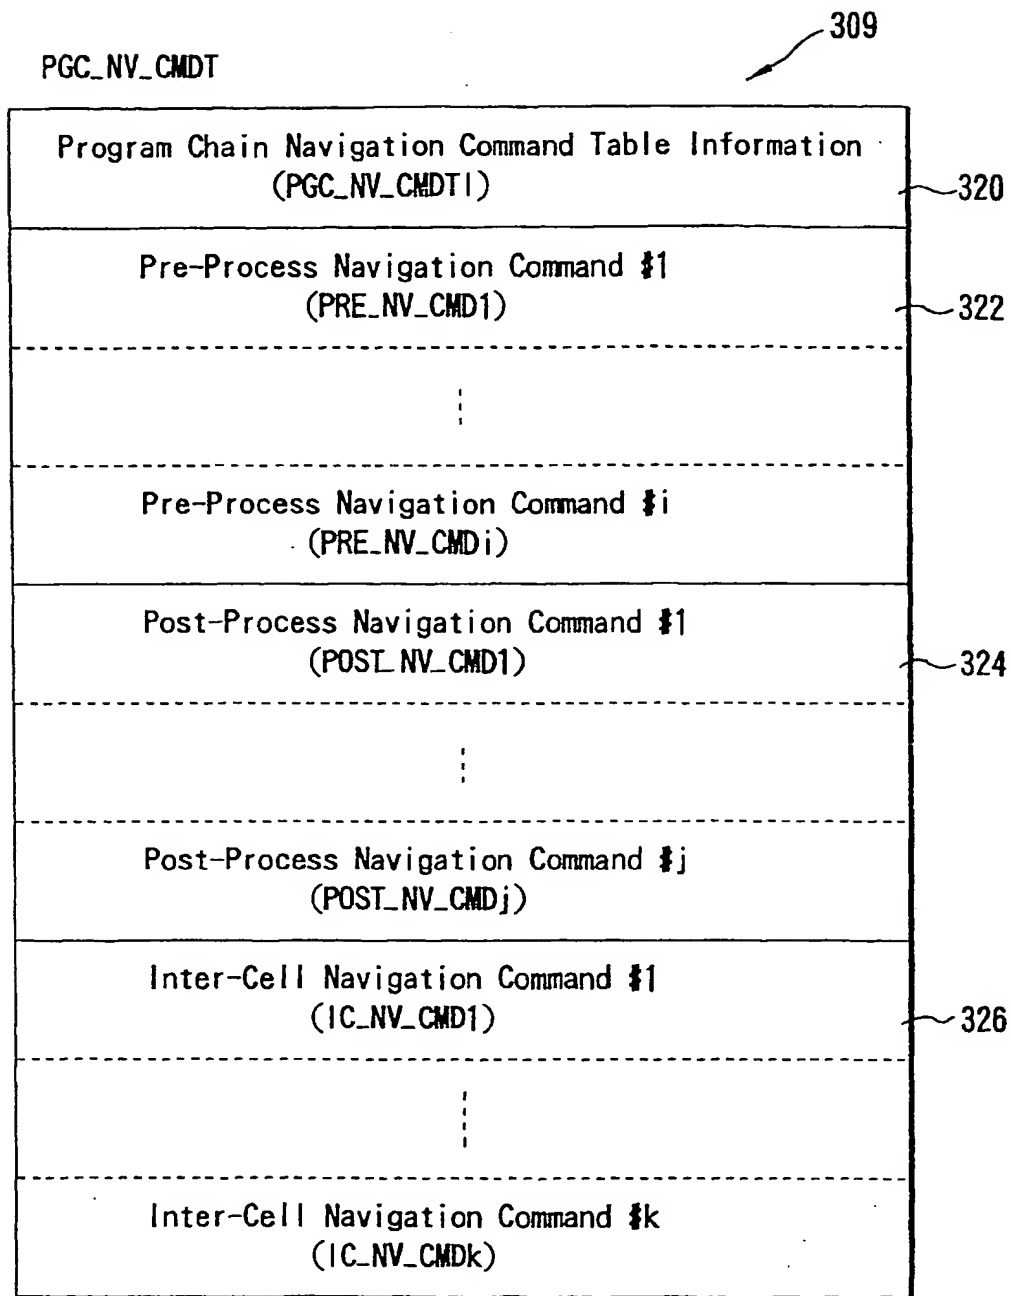 309
PGC_NV_CMDT
Program Chain Navigation Command Table Information
(PGC_NV_CMDTI)
320
Pre-Process Navigation Command #1
(PRE_NV_CMD1)
322
Pre-Process Navigation Command #i
(PRE_NV_CMDi)
Post-Process Navigation Command #1
(POST_NV_CMD1)
324
Post-Process Navigation Command #j
(POST_NV_CMDj)
Inter-Cell Navigation Command #1
(IC_NV_CMD1)
326
Inter-Cell Navigation Command #k
(IC_NV_CMDk)